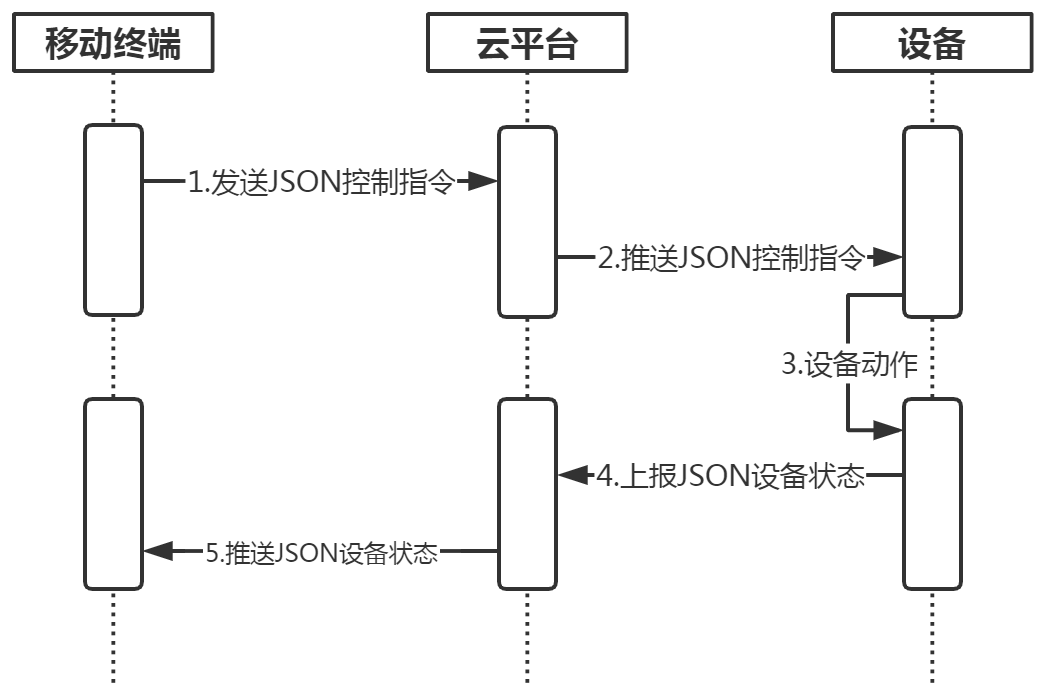 移动终端
云平台
设备
1.发送JSON控制指令
2.推送JSON控制指令
3.设备动作
4.上报JSON设备状态
5.推送JSON设备状态